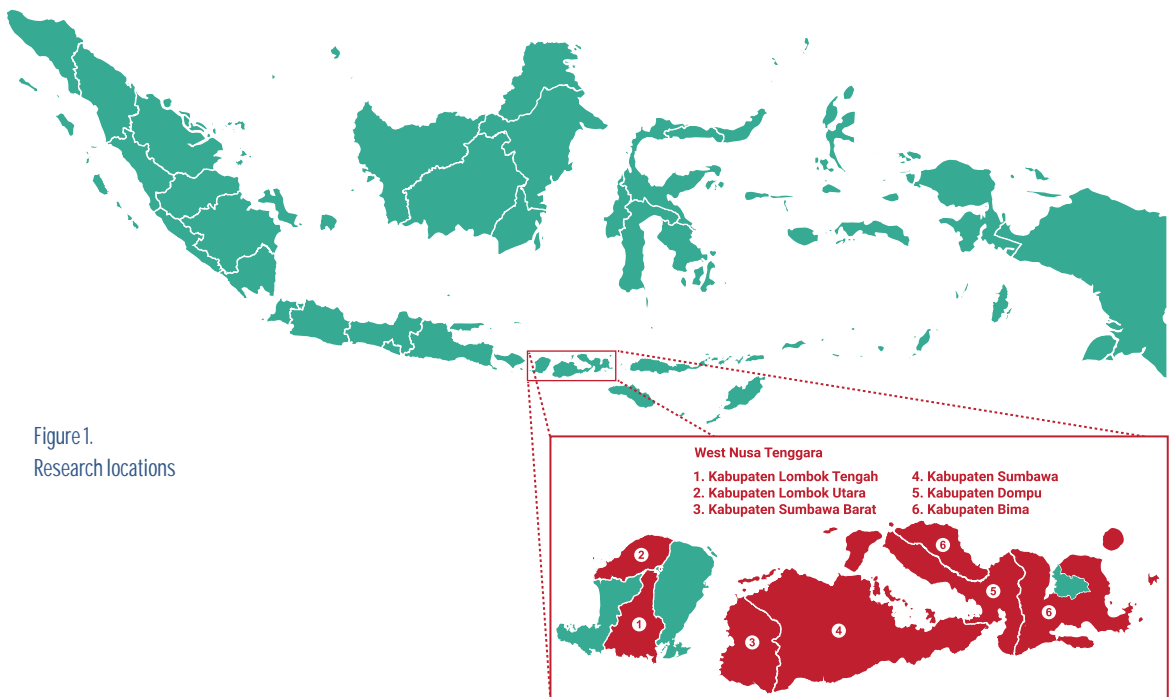 Figure 1.
Research locations
West Nusa Tenggara
1. Kabupaten Lombok Tengah
2. Kabupaten Lombok Utara
3. Kabupaten Sumbawa Barat
4. Kabupaten Sumbawa
5. Kabupaten Dompu
6. Kabupaten Bima
2
1
3
4
6
5
6